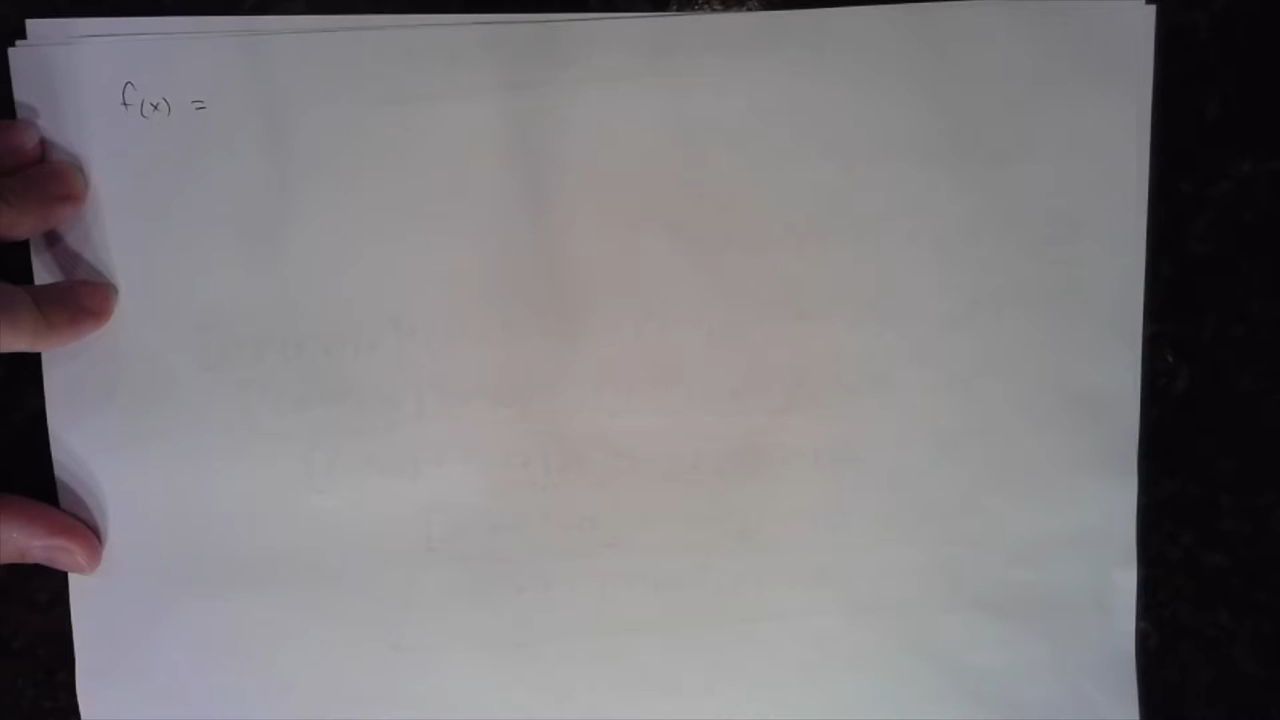 f(x) =